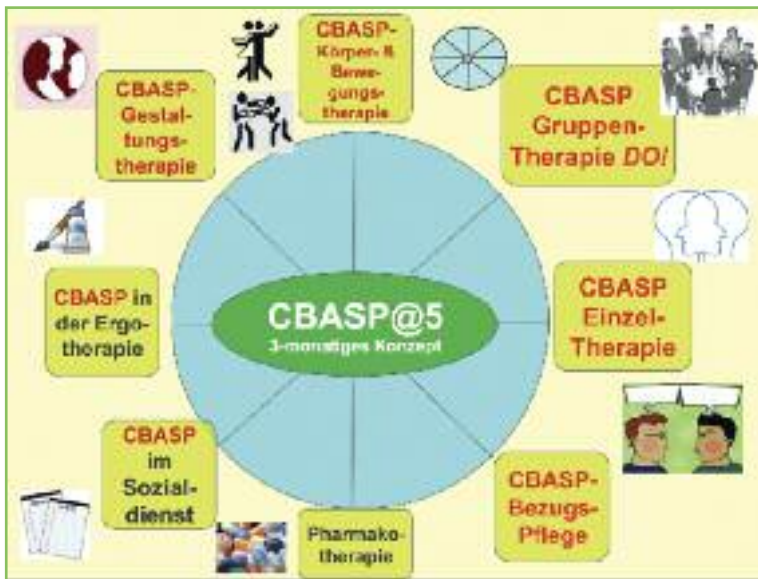 CBASP-
Gestal-
tungs-
therapie
CBASP-
Körper- &
Bewe-
gungs-
therapie
CBASP
Gruppen-
Therapie DO!
CBASP in
der Ergo-
therapie
CBASP@5
3-monatiges Konzept
CBASP
Einzel-
Therapie
CBASP
im
Sozial-
dienst
Pharmako-
therapie
CBASP-
Bezugs-
Pflege